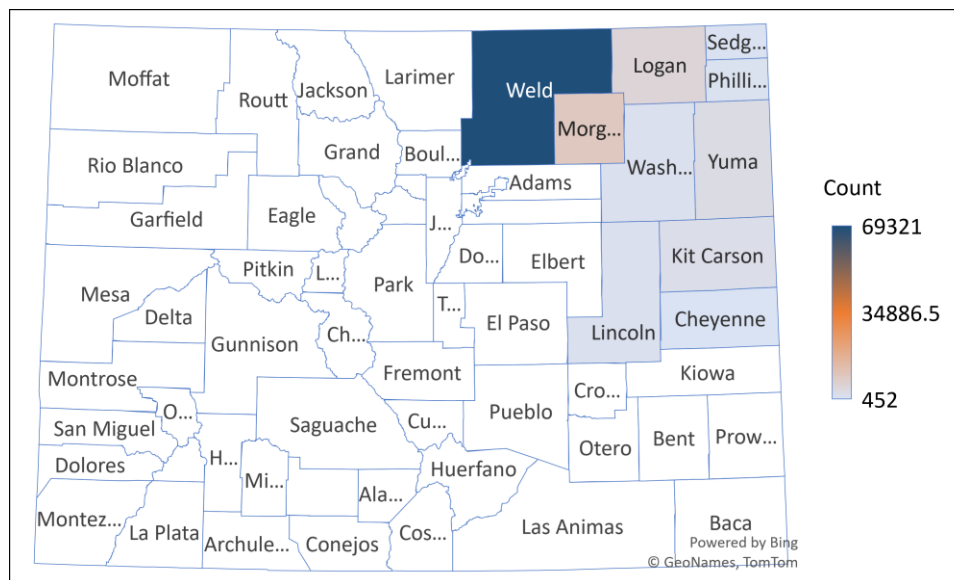 Moffat
Routt
Jackson
Larimer
Weld
Logan
Sedg...
Philli...
Morg...
Rio Blanco
Grand
Boul...
Wash...
Yuma
Adams
Garfield
Eagle
J...
Do...
Elbert
Kit Carson
Pitkin
L...
Park
Mesa
Delta
T...
El Paso
Lincoln
Cheyenne
Gunnison
Ch...
Montrose
Fremont
Kiowa
O...
Cro...
San Miguel
Saguache
Cu...
Pueblo
Otero
Bent
Prow...
Dolores
H...
Mi...
Huerfano
Ala...
Montez...
La Plata
Archule...
Conejos
Cos...
Las Animas
Baca
Count
69321
34886.5
452
Powered by Bing
© GeoNames, TomTom